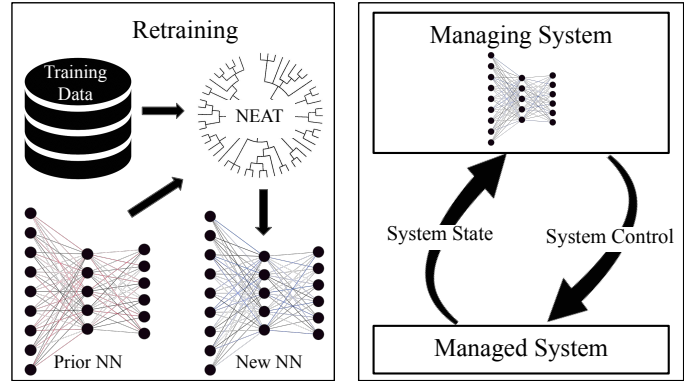 Retraining
Training
Data
NEAT
Prior NN
New NN
Managing System
System State
System Control
Managed System